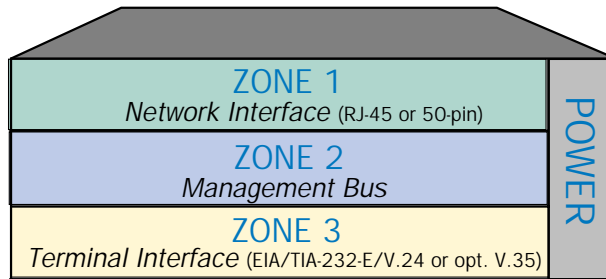 ZONE 1
Network Interface (RJ-45 or 50-pin)
ZONE 2
Management Bus
ZONE 3
Terminal Interface (EIA/TIA-232-E/V.24 or opt. V.35)
POWER